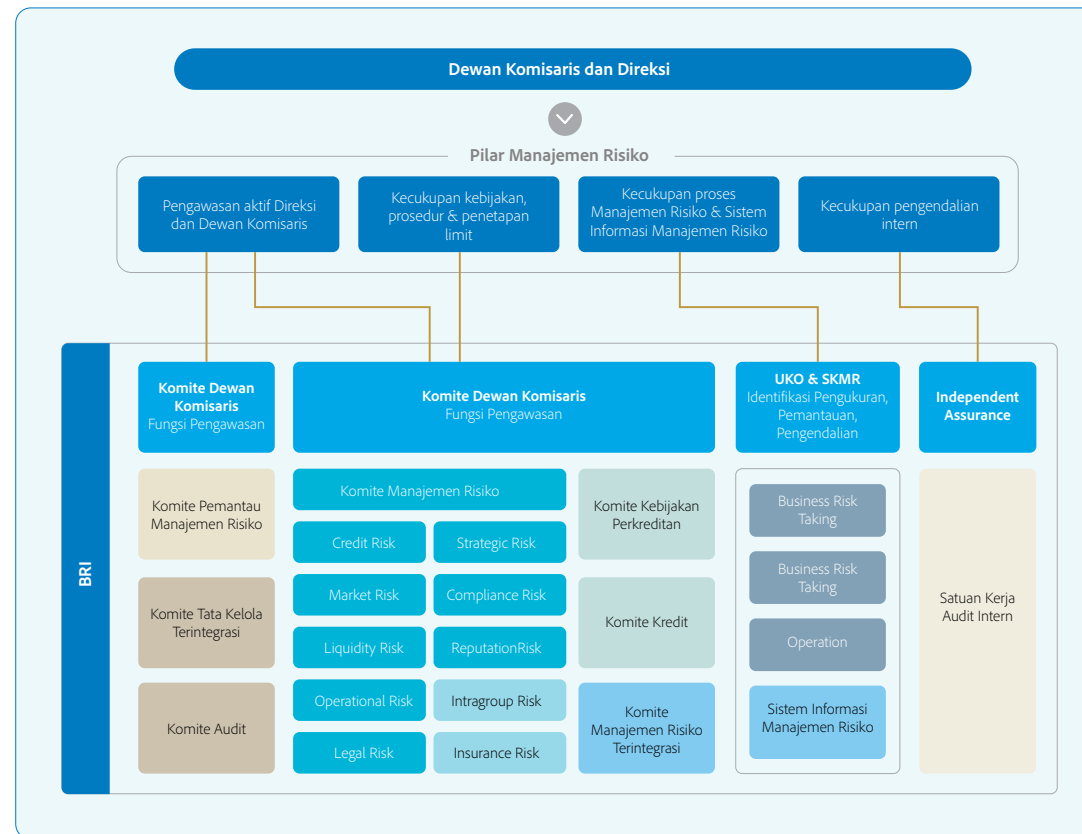 Dewan Komisaris dan Direksi
Pilar Manajemen Risiko
Pengawasan aktif Direksi
dan Dewan Komisaris
Kecukupan kebijakan,
prosedur & penetapan
limit
Kecukupan proses
Manajemen Risiko & Sistem
Informasi Manajemen Risiko
Kecukupan pengendalian
intern
BRI
Komite Dewan
Komisaris
Fungsi Pengawasan
Komite Pemantau
Manajemen Risiko
Komite Tata Kelola
Terintegrasi
Komite Audit
Komite Dewan Komisaris
Fungsi Pengawasan
Komite Manajemen Risiko
Credit Risk
Strategic Risk
Market Risk
Compliance Risk
Liquidity Risk
ReputationRisk
Operational Risk
Intragroup Risk
Legal Risk
Insurance Risk
Komite Kebijakan
Perkreditan
Komite Kredit
Komite
Manajemen Risiko
Terintegrasi
UKO & SKMR
Identifikasi Pengukuran,
Pemantauan,
Pengendalian
Business Risk
Taking
Business Risk
Taking
Operation
Sistem Informasi
Manajemen Risiko
Independent
Assurance
Satuan Kerja
Audit Intern